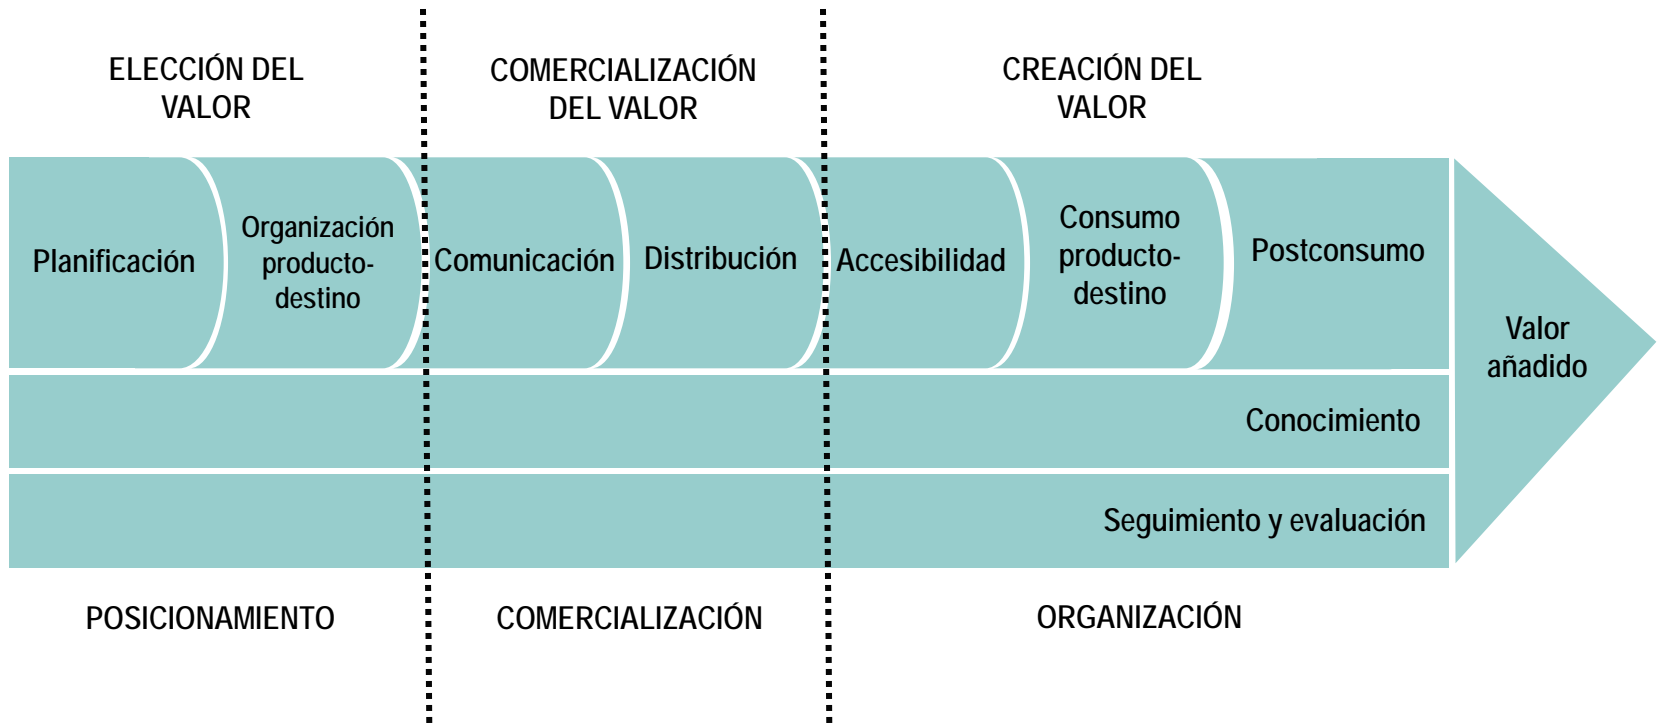 ELECCIÓN DEL
VALOR
COMERCIALIZACIÓN
DEL VALOR
CREACIÓN DEL
VALOR
Planificación
Organización
producto-
destino
Comunicación
Distribución
Accesibilidad
Consumo
producto-
destino
Postconsumo
Valor
añadido
Conocimiento
Seguimiento y evaluación
POSICIONAMIENTO
COMERCIALIZACIÓN
ORGANIZACIÓN